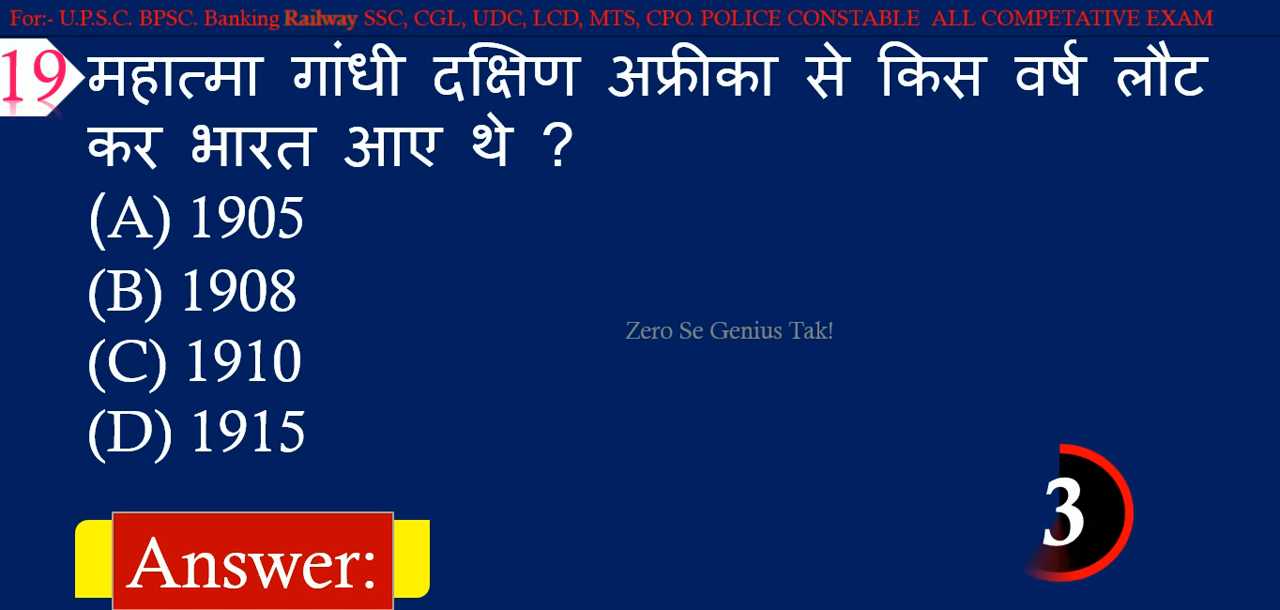 For:- U.P.S.C. BPSC. Banking Railway SSC, CGL, UDC, LCD, MTS, CPO. POLICE CONSTABLE ALL COMPETATIVE EXAM
19 महात्मा गांधी दक्षिण अफ्रीका से किस वर्ष लौट
कर भारत आए थे ?
(A) 1905
(B) 1908
Zero Se Genius Tak!
(C) 1910
(D) 1915
3
Answer: